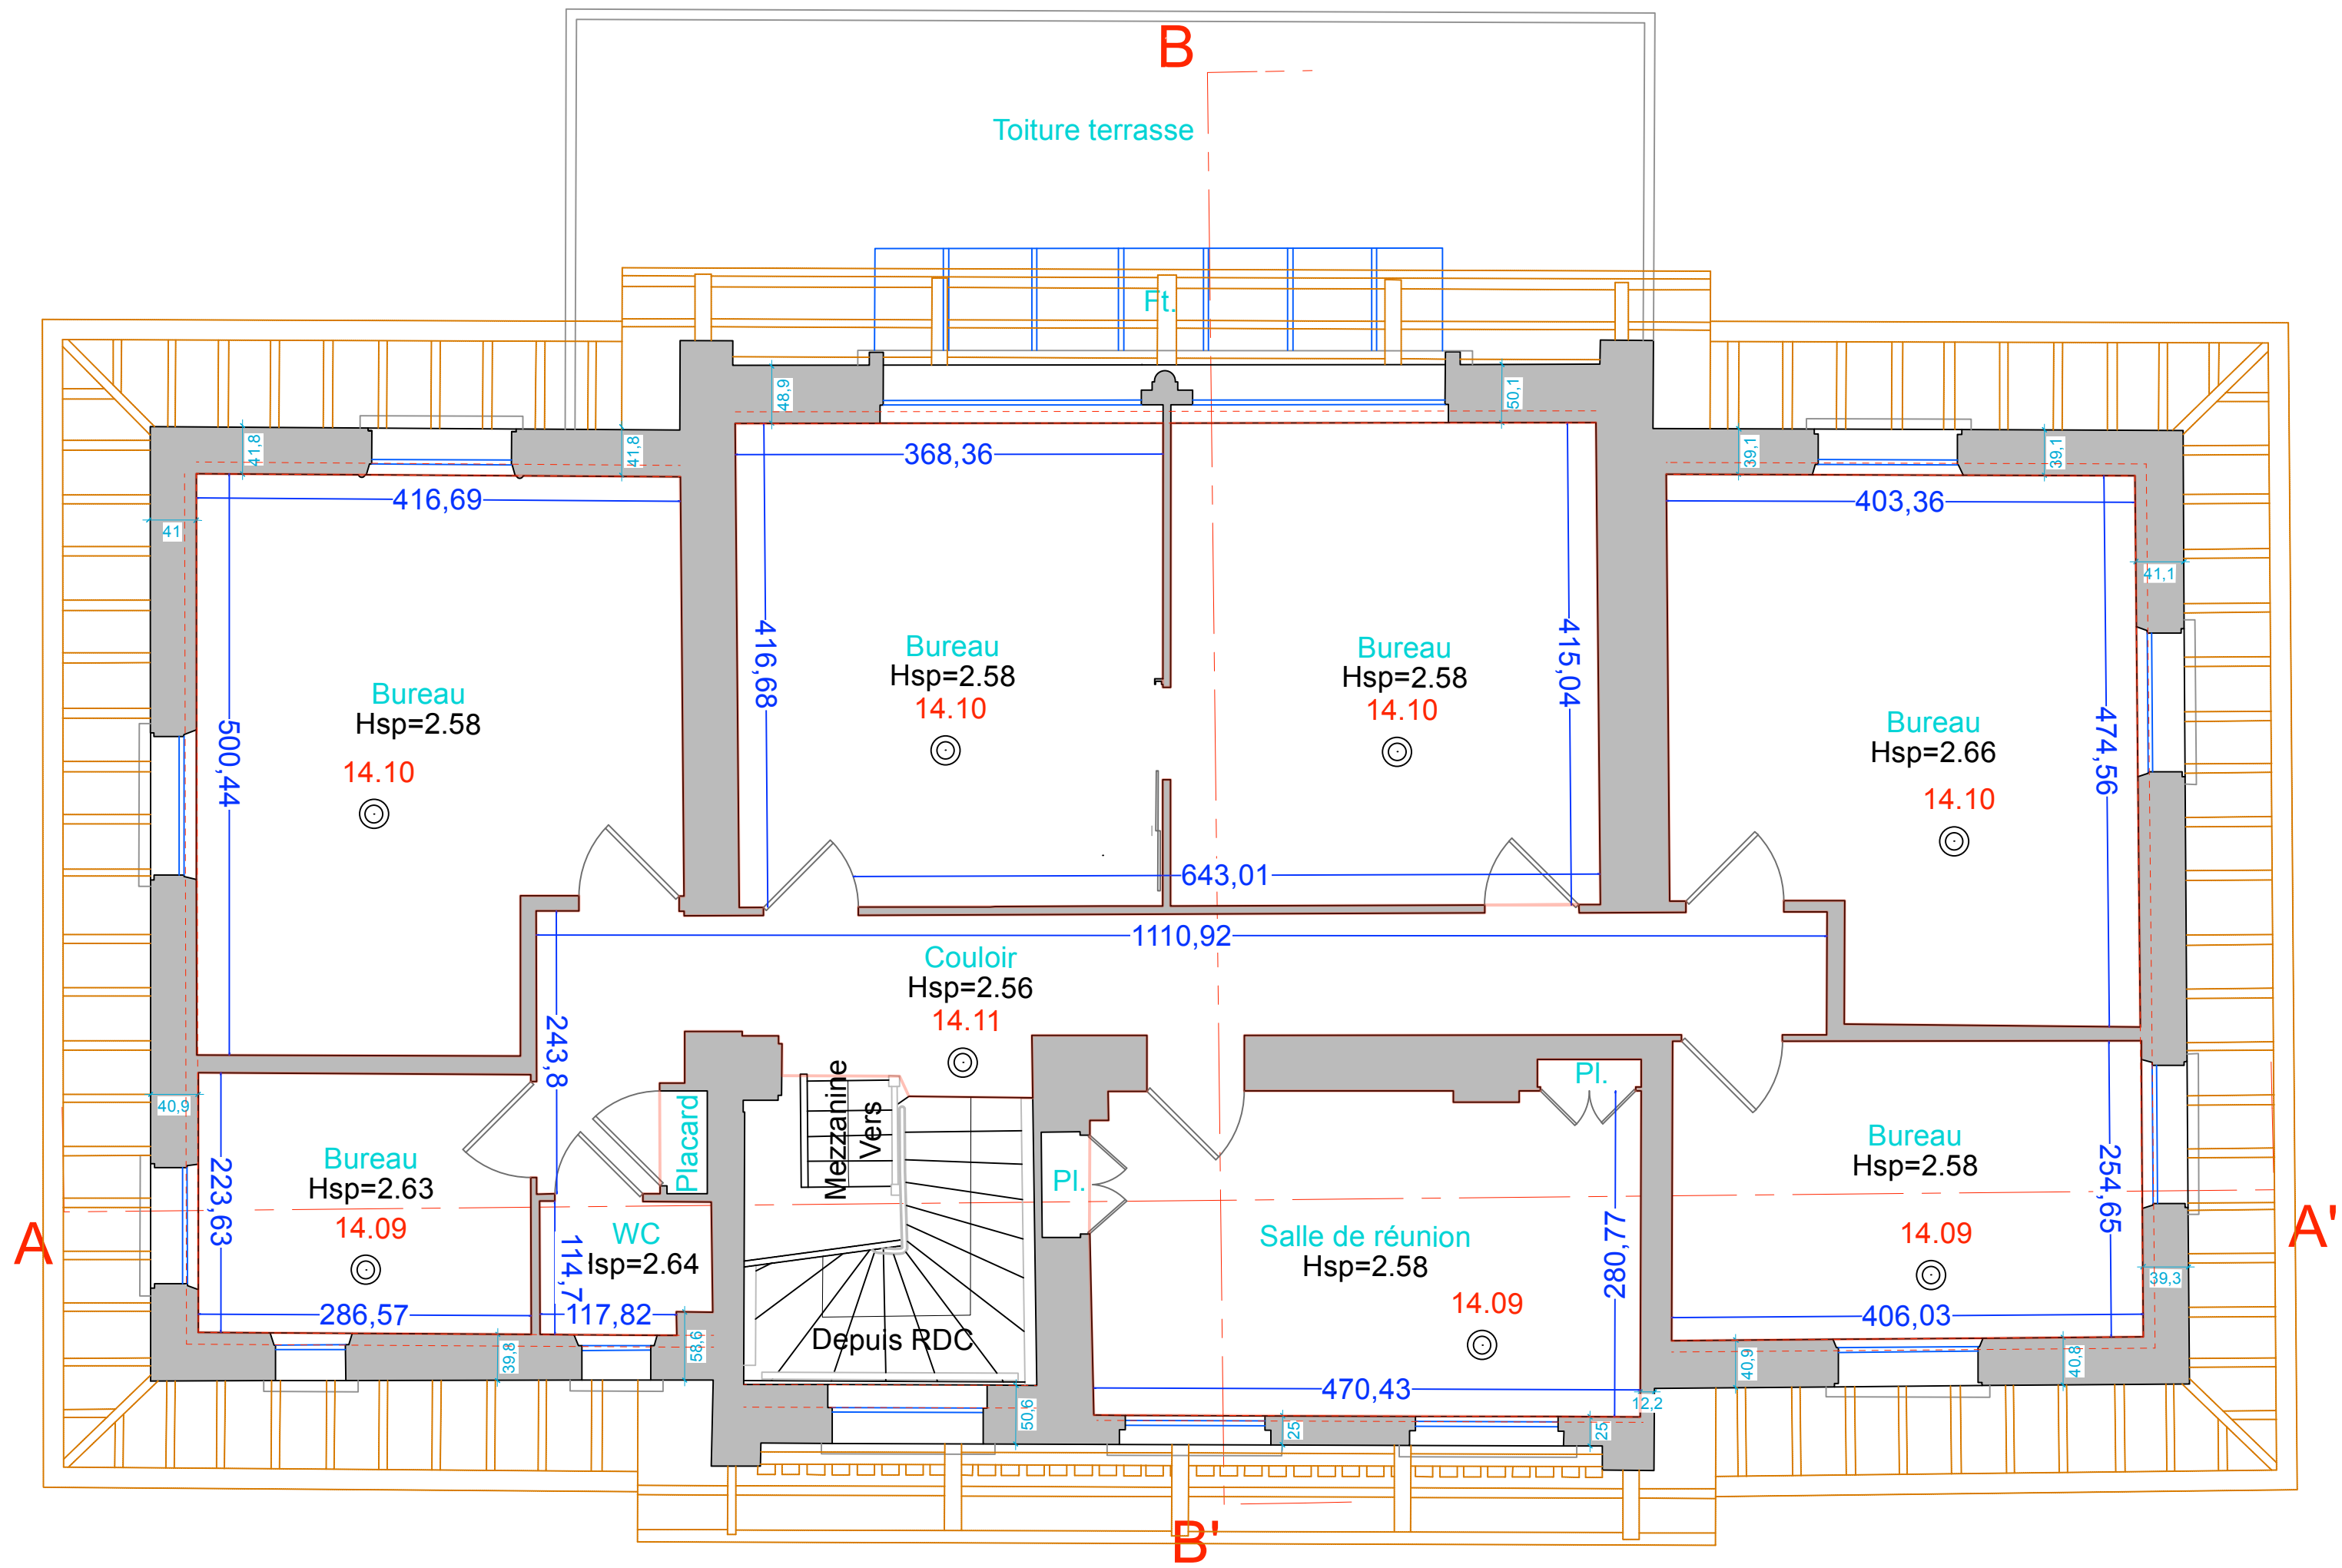 B
Toiture terrasse
Ft.
48,9
50,1
41,8
41,8
39,1
39,1
368,36
416,69
403,36
41
41,1
416,68
415,04
Bureau
Hsp=2.58
14.10
Bureau
Hsp=2.58
14.10
Bureau
Hsp=2.58
14.10
500,44
Bureau
Hsp=2.66
14.10
474,56
643,01
1110,92
Couloir
Hsp=2.56
14.11
243,8
Mezzanine
Vers
Placard
Pl.
Pl.
40,9
Bureau
Hsp=2.63
14.09
223,63
286,57
WC
sp=2.64
114,7
117,82
39,8
58,6
Depuis RDC
50,6
Salle de réunion
Hsp=2.58
14.09
280,77
470,43
25
25
12,2
Bureau
Hsp=2.58
14.09
254,65
406,03
39,3
40,9
40,8
A
A'
B'